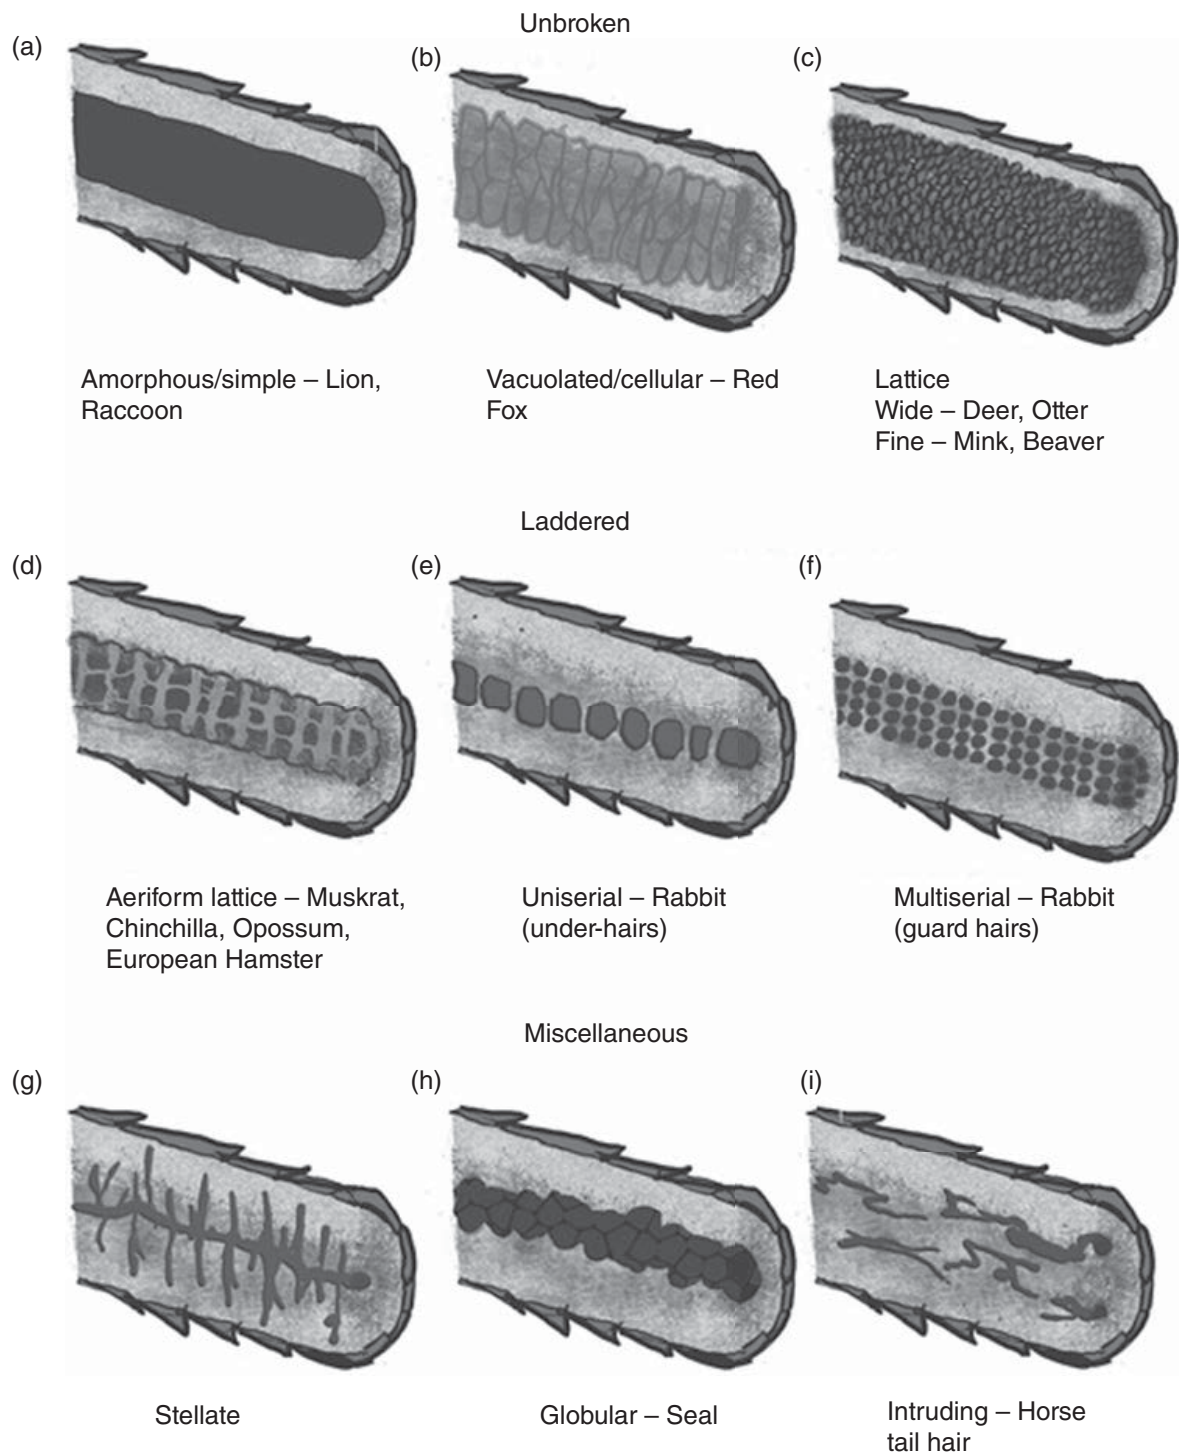 Unbroken
(a)
(b)
(c)
Amorphous/simple – Lion,
Raccoon
Vacuolated/cellular – Red
Fox
Lattice
Wide – Deer, Otter
Fine – Mink, Beaver
Laddered
(d)
(e)
(f)
Aeriform lattice – Muskrat,
Chinchilla, Opossum,
European Hamster
Uniserial – Rabbit
(under-hairs)
Multiserial – Rabbit
(guard hairs)
Miscellaneous
(g)
(h)
(i)
Stellate
Globular – Seal
Intruding – Horse
tail hair